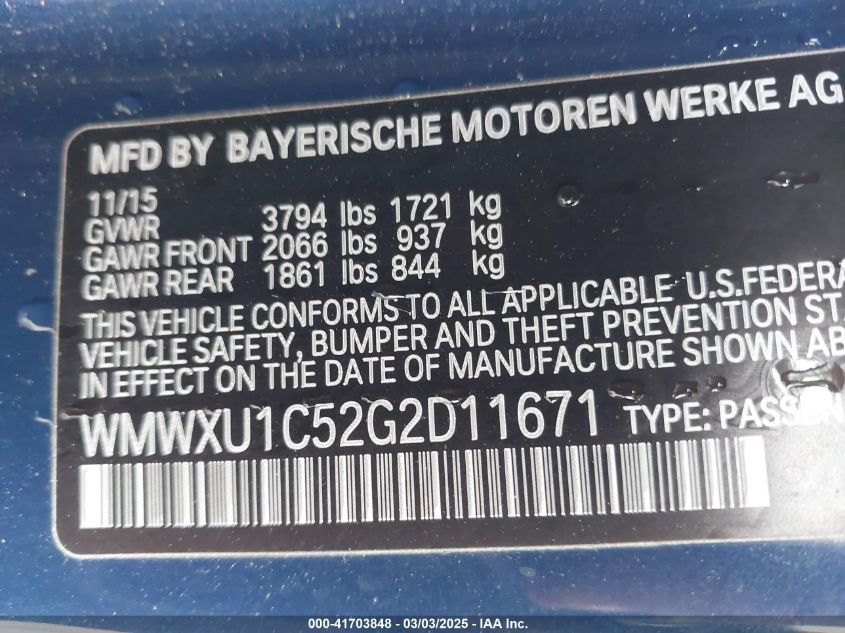 MFD BY BAYERISCHE MOTOREN WERKE AG
11/15
GVWR 3794 lbs 1721 kg
GAWR FRONT 2066 lbs 937 kg
GAWR REAR 1861 lbs 844 kg
THIS VEHICLE CONFORMS TO ALL APPLICABLE U.S.FEDERA
VEHICLE SAFETY, BUMPER AND THEFT PREVENTION ST
IN EFFECT ON THE DATE OF MANUFACTURE SHOWN AB
WMWXU1C52G2D11671 TYPE: PASSEN
000-41703848 - 03/03/2025 - IAA Inc.